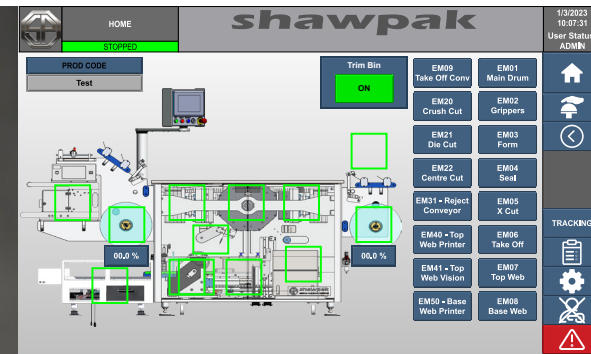 HOME
STOPPED
shawpak
1/3/2023
10:07:31
User Status
ADMIN
PROD CODE
Test
Trim Bin
ON
EM09
Take Off Conv
EM01
Main Drum
EM20
Crush Cut
EM02
Grippers
EM21
Die Cut
EM03
Form
EM22
Centre Cut
EM04
Seal
EM31 - Reject
Conveyor
EM05
X Cut
TRACKING
EM40 - Top
Web Printer
EM06
Take Off
00.0 %
00.0 %
EM41 - Top
Web Vision
EM07
Top Web
EM50 - Base
Web Printer
EM08
Base Web
shawpak